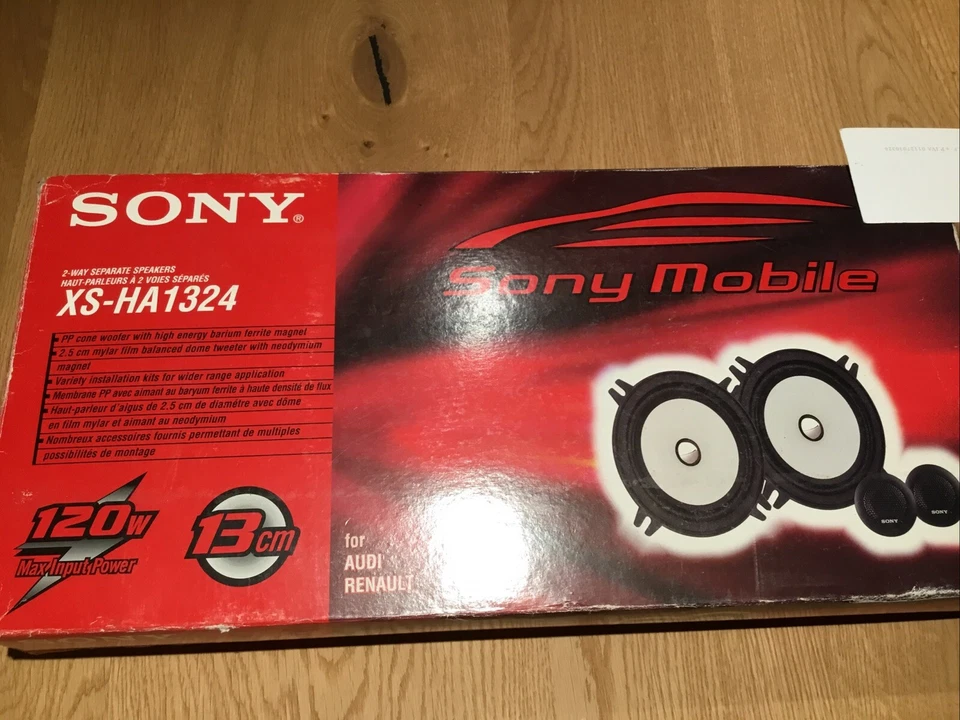 SONY®
2-WAY SEPARATE SPEAKERS
HAUT-PARLEURS À 2 VOIES SÉPARÉS
XS-HA1324
PP cone woofer with high energy barium ferrite magnet
2.5 cm mylar film balanced dome tweeter with neodymium
magnet
Variety installation kits for wider range application
Membrane PP avec aimant au baryum ferrite à haute densité de flux
Haut-parleur d'aigus de 2.5 cm de diamétre avec dôme
en film mylar et aimant au neodymium
Nombreux accessoires fournis permettant de multiples
possibilités de montage
120W
Max Input Power
13cm
Sony Mobile
for
AUDI
RENAULT
SONY
SONY